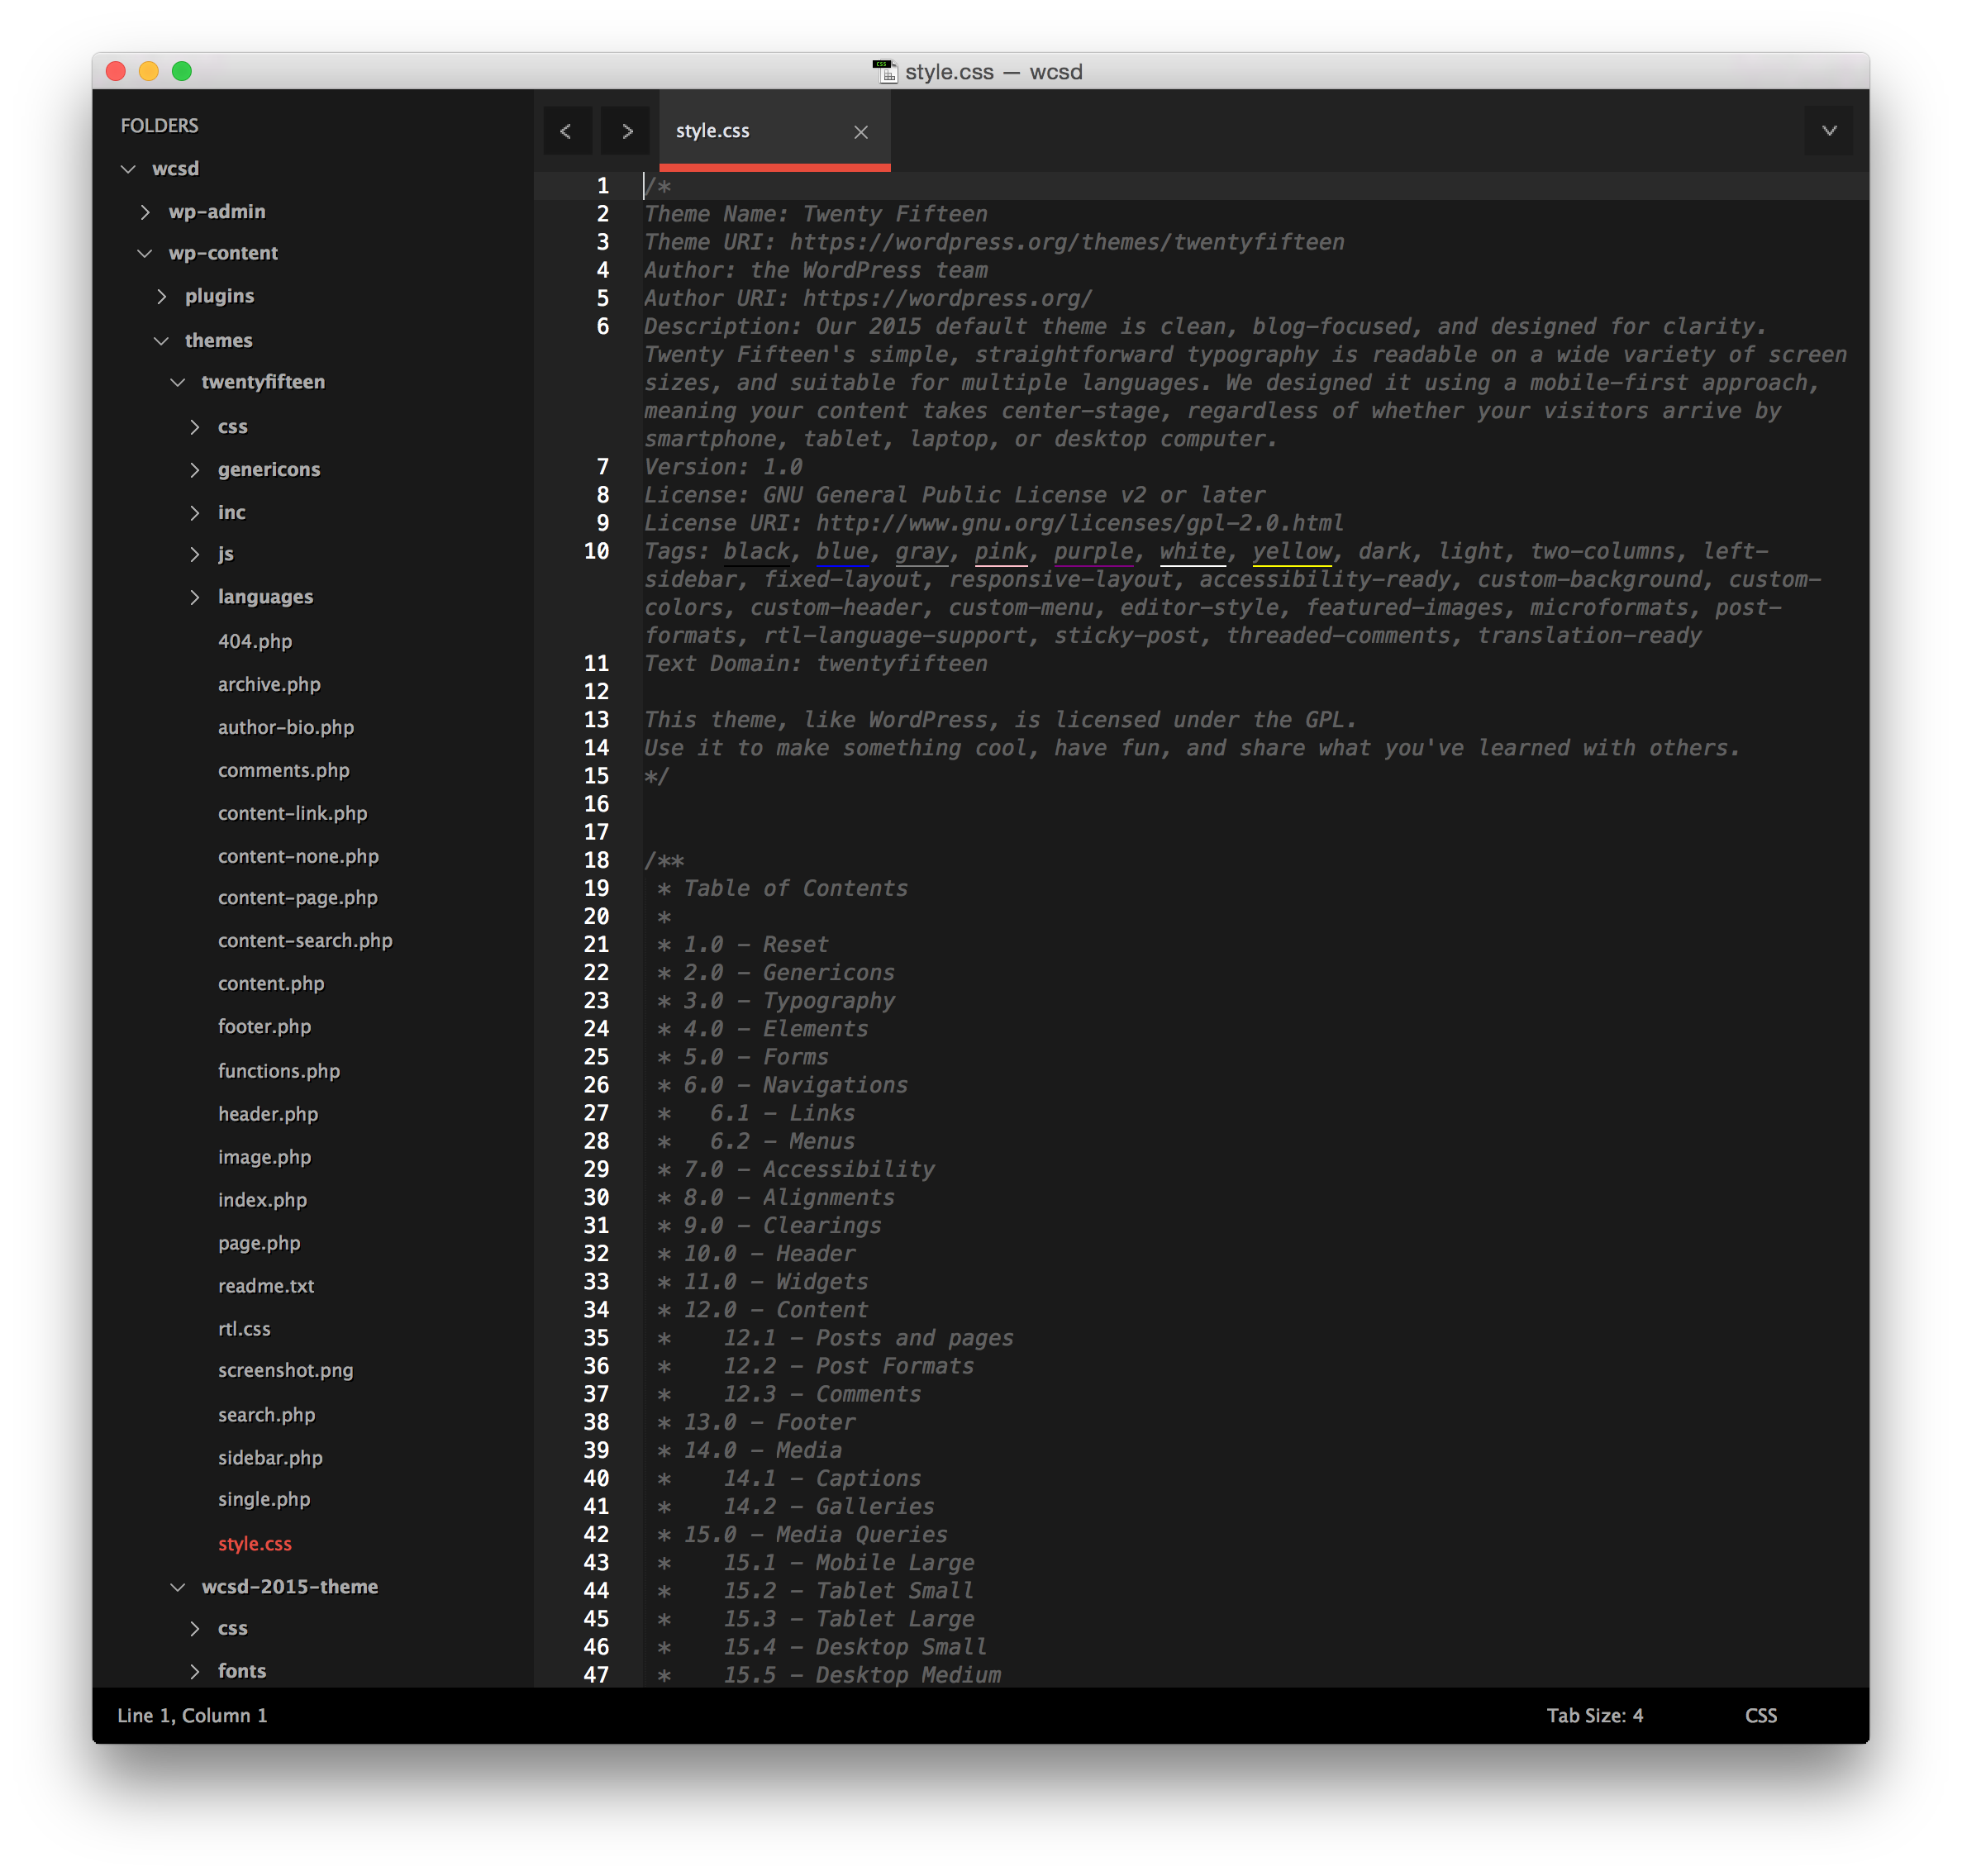 style.css — wcsd
FOLDERS
wcsd
wp-admin
wp-content
plugins
themes
twentyfifteen
css
genericons
inc
js
languages
404.php
archive.php
author-bio.php
comments.php
content-link.php
content-none.php
content-page.php
content-search.php
content.php
footer.php
functions.php
header.php
image.php
index.php
page.php
readme.txt
rtl.css
screenshot.png
search.php
sidebar.php
single.php
style.css
wcsd-2015-theme
css
fonts
style.css
1 /*
2 Theme Name: Twenty Fifteen
3 Theme URI: https://wordpress.org/themes/twentyfifteen
4 Author: the WordPress team
5 Author URI: https://wordpress.org/
6 Description: Our 2015 default theme is clean, blog-focused, and designed for clarity.
Twenty Fifteen's simple, straightforward typography is readable on a wide variety of screen
sizes, and suitable for multiple languages. We designed it using a mobile-first approach,
meaning your content takes center-stage, regardless of whether your visitors arrive by
smartphone, tablet, laptop, or desktop computer.
7 Version: 1.0
8 License: GNU General Public License v2 or later
9 License URI: http://www.gnu.org/licenses/gpl-2.0.html
10 Tags: black, blue, gray, pink, purple, white, yellow, dark, light, two-columns, left-
sidebar, fixed-layout, responsive-layout, accessibility-ready, custom-background, custom-
colors, custom-header, custom-menu, editor-style, featured-images, microformats, post-
formats, rtl-language-support, sticky-post, threaded-comments, translation-ready
11 Text Domain: twentyfifteen
12
13 This theme, like WordPress, is licensed under the GPL.
14 Use it to make something cool, have fun, and share what you've learned with others.
15 */
16
17
18 /**
19 * Table of Contents
20 *
21 * 1.0 - Reset
22 * 2.0 - Genericons
23 * 3.0 - Typography
24 * 4.0 - Elements
25 * 5.0 - Forms
26 * 6.0 - Navigations
27 * 6.1 - Links
28 * 6.2 - Menus
29 * 7.0 - Accessibility
30 * 8.0 - Alignments
31 * 9.0 - Clearings
32 * 10.0 - Header
33 * 11.0 - Widgets
34 * 12.0 - Content
35 * 12.1 - Posts and pages
36 * 12.2 - Post Formats
37 * 12.3 - Comments
38 * 13.0 - Footer
39 * 14.0 - Media
40 * 14.1 - Captions
41 * 14.2 - Galleries
42 * 15.0 - Media Queries
43 * 15.1 - Mobile Large
44 * 15.2 - Tablet Small
45 * 15.3 - Tablet Large
46 * 15.4 - Desktop Small
47 * 15.5 - Desktop Medium
Line 1, Column 1
Tab Size: 4
CSS